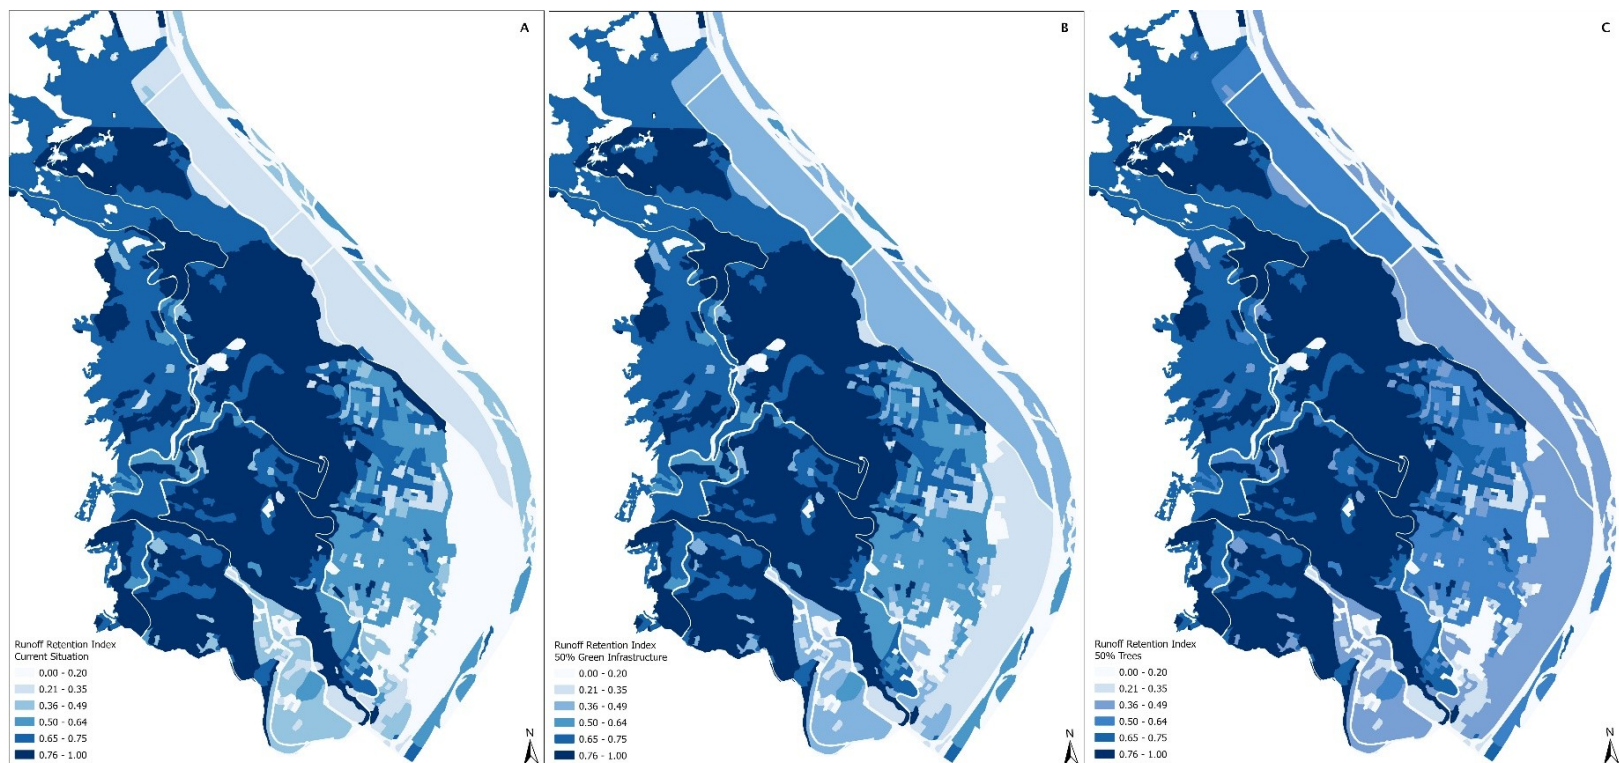 A
Runoff Retention Index
Current Situation
0.00 - 0.20
0.21 - 0.35
0.36 - 0.49
0.50 - 0.64
0.65 - 0.75
0.76 - 1.00
N
B
Runoff Retention Index
50% Green Infrastructure
0.00 - 0.20
0.21 - 0.35
0.36 - 0.49
0.50 - 0.64
0.65 - 0.75
0.76 - 1.00
N
C
Runoff Retention Index
50% Trees
0.00 - 0.20
0.21 - 0.35
0.36 - 0.49
0.50 - 0.64
0.65 - 0.75
0.76 - 1.00
N